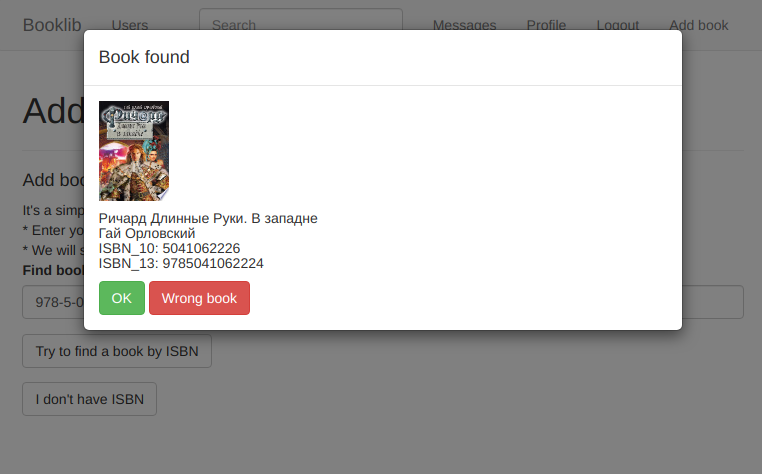 Booklib Users Search Messages Profile Logout Add book
Book found
Add
Add boo
It's a simp
* Enter yo
* We will s
Find book
978-5-0
Ричард Длинные Руки. В западне
Гай Орловский
ISBN_10: 5041062226
ISBN_13: 9785041062224
OK Wrong book
Try to find a book by ISBN
I don't have ISBN